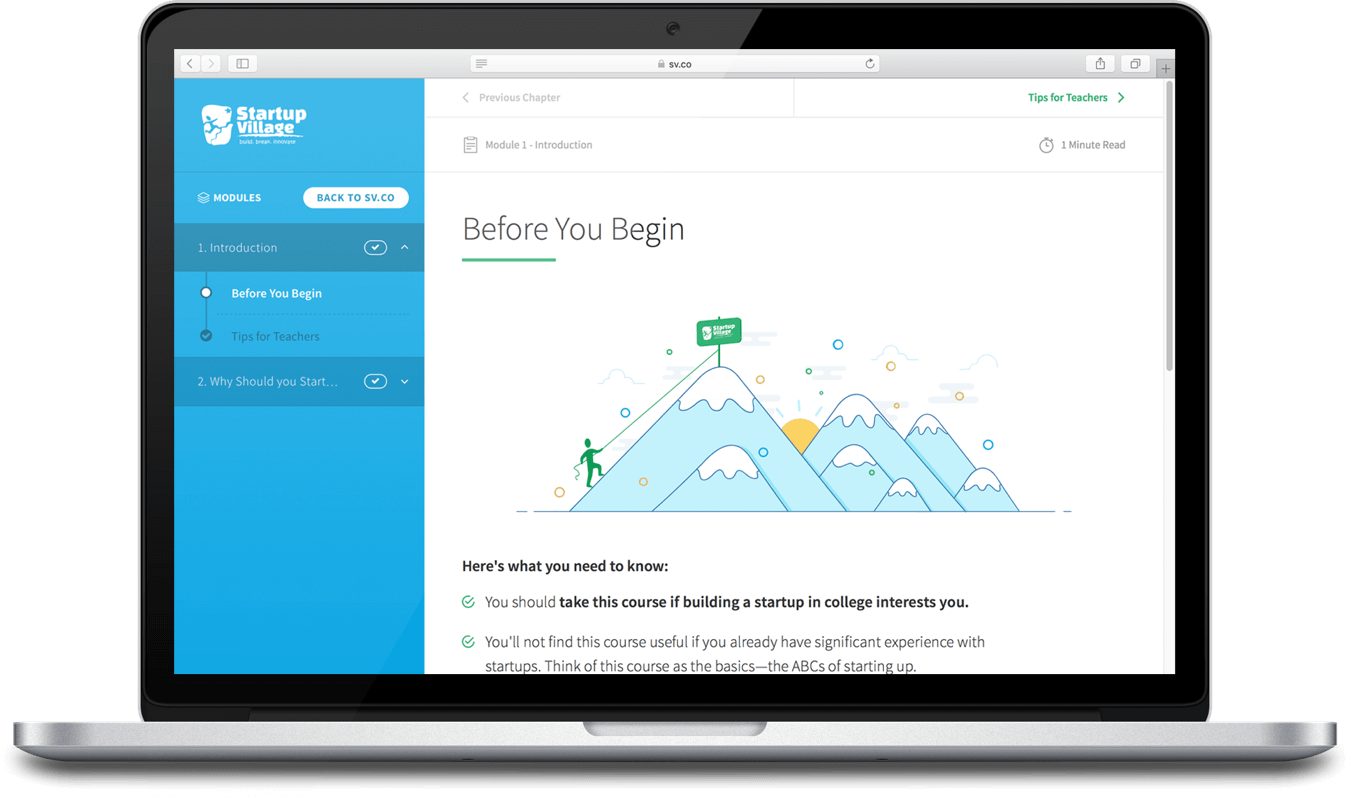 sv.co
Startup
Village
build. break. innovate
MODULES
BACK TO SV.CO
1. Introduction
Before You Begin
Tips for Teachers
2. Why Should you Start...
Previous Chapter
Tips for Teachers
Module 1 - Introduction
1 Minute Read
Before You Begin
Startup
Village
Here's what you need to know:
You should take this course if building a startup in college interests you.
You'll not find this course useful if you already have significant experience with
startups. Think of this course as the basics—the ABCs of starting up.